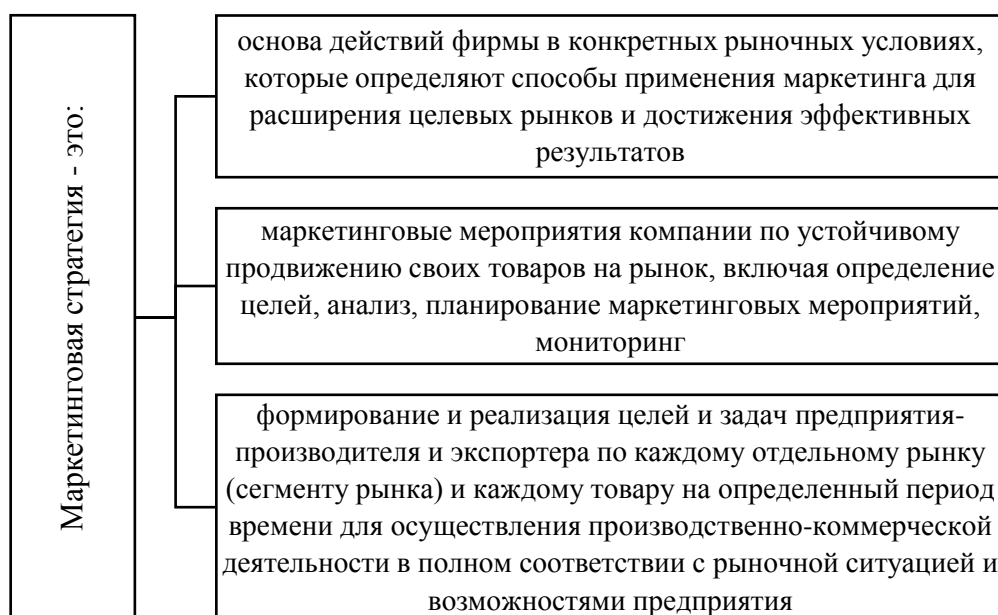 Маркетинговая стратегия - это:
основа действий фирмы в конкретных рыночных условиях,
которые определяют способы применения маркетинга для
расширения целевых рынков и достижения эффективных
результатов
маркетинговые мероприятия компании по устойчивому
продвижению своих товаров на рынок, включая определение
целей, анализ, планирование маркетинговых мероприятий,
мониторинг
формирование и реализация целей и задач предприятия-
производителя и экспортера по каждому отдельному рынку
(сегменту рынка) и каждому товару на определенный период
времени для осуществления производственно-коммерческой
деятельности в полном соответствии с рыночной ситуацией и
возможностями предприятия